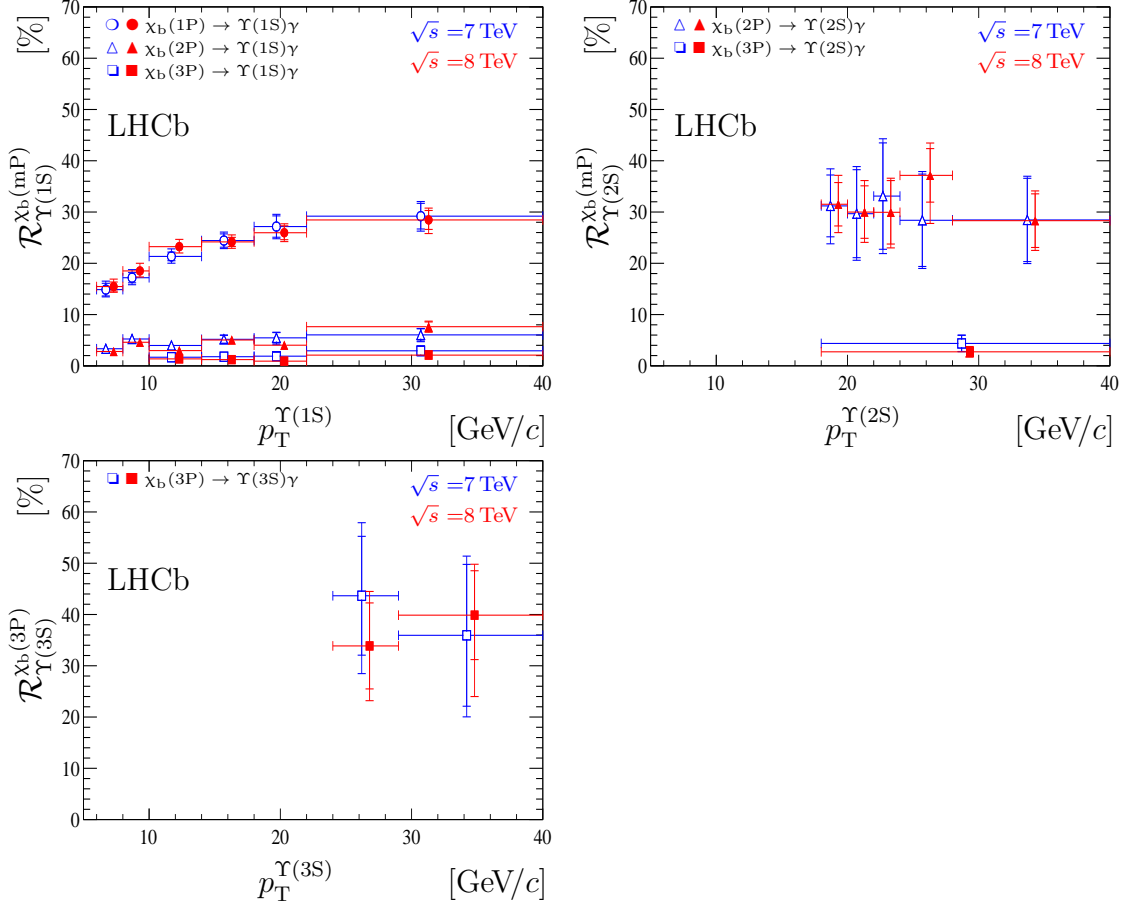 χb(1P) → Υ(1S)γ
χb(2P) → Υ(1S)γ
χb(3P) → Υ(1S)γ
√s =7 TeV
√s =8 TeV
LHCb
R^χb(mP)_Υ(1S) [%]
70
60
50
40
30
20
10
0
10 20 30 40
p_T^Υ(1S) [GeV/c]
χb(2P) → Υ(2S)γ
χb(3P) → Υ(2S)γ
√s =7 TeV
√s =8 TeV
LHCb
R^χb(mP)_Υ(2S) [%]
70
60
50
40
30
20
10
0
10 20 30 40
p_T^Υ(2S) [GeV/c]
χb(3P) → Υ(3S)γ
√s =7 TeV
√s =8 TeV
LHCb
R^χb(3P)_Υ(3S) [%]
70
60
50
40
30
20
10
0
10 20 30 40
p_T^Υ(3S) [GeV/c]